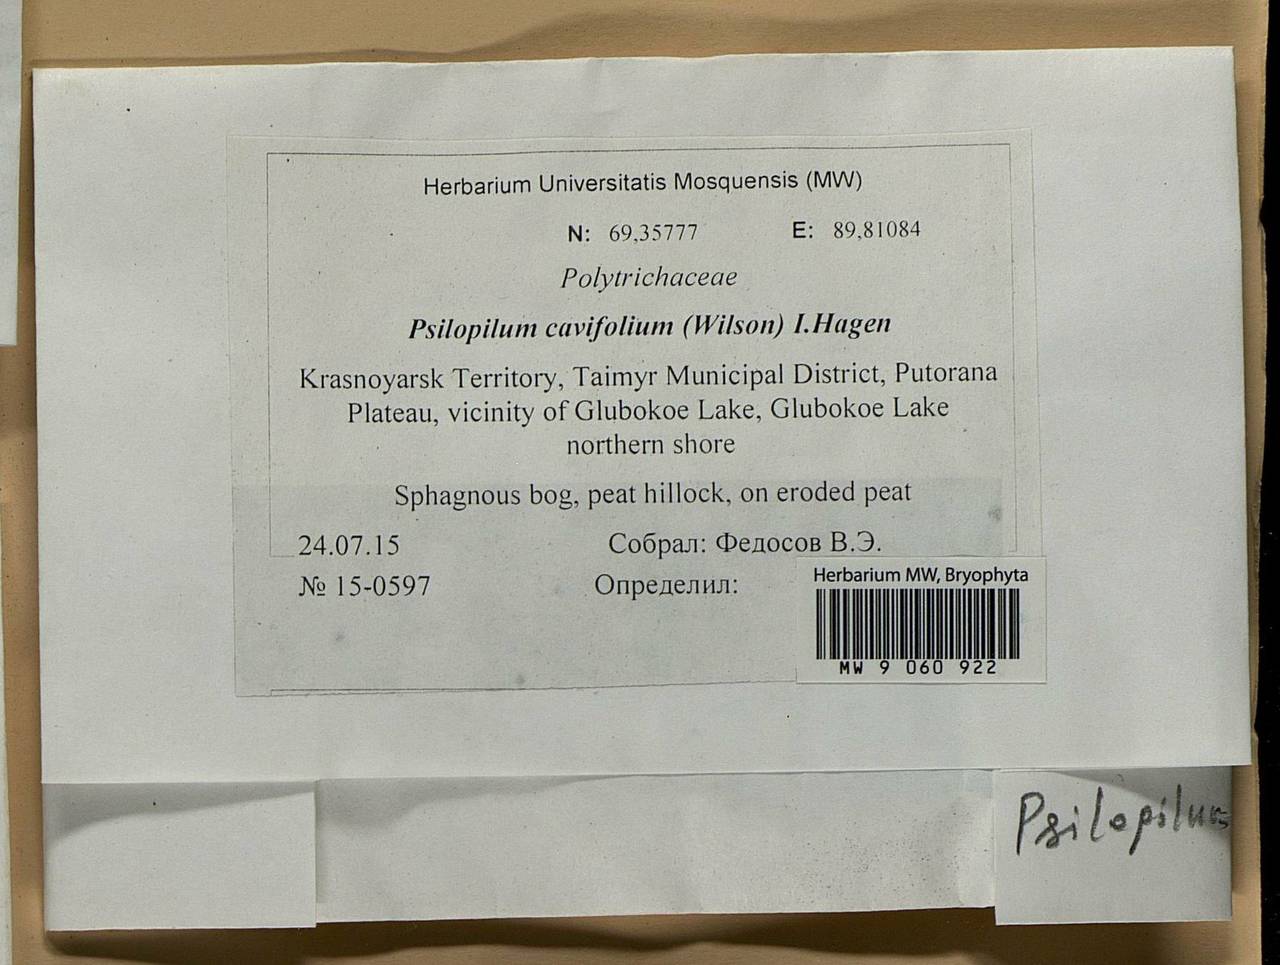 Herbarium Universitatis Mosquensis (MW)
N: 69,35777 E: 89,81084
Polytrichaceae
Psilopilum cavifolium (Wilson) I.Hagen
Krasnoyarsk Territory, Taimyr Municipal District, Putorana
Plateau, vicinity of Glubokoe Lake, Glubokoe Lake
northern shore
Sphagnous bog, peat hillock, on eroded peat
24.07.15 Собрал: Федосов В.Э.
№ 15-0597 Определил:
Herbarium MW, Bryophyta
MW 9 060 922
Psilopilum